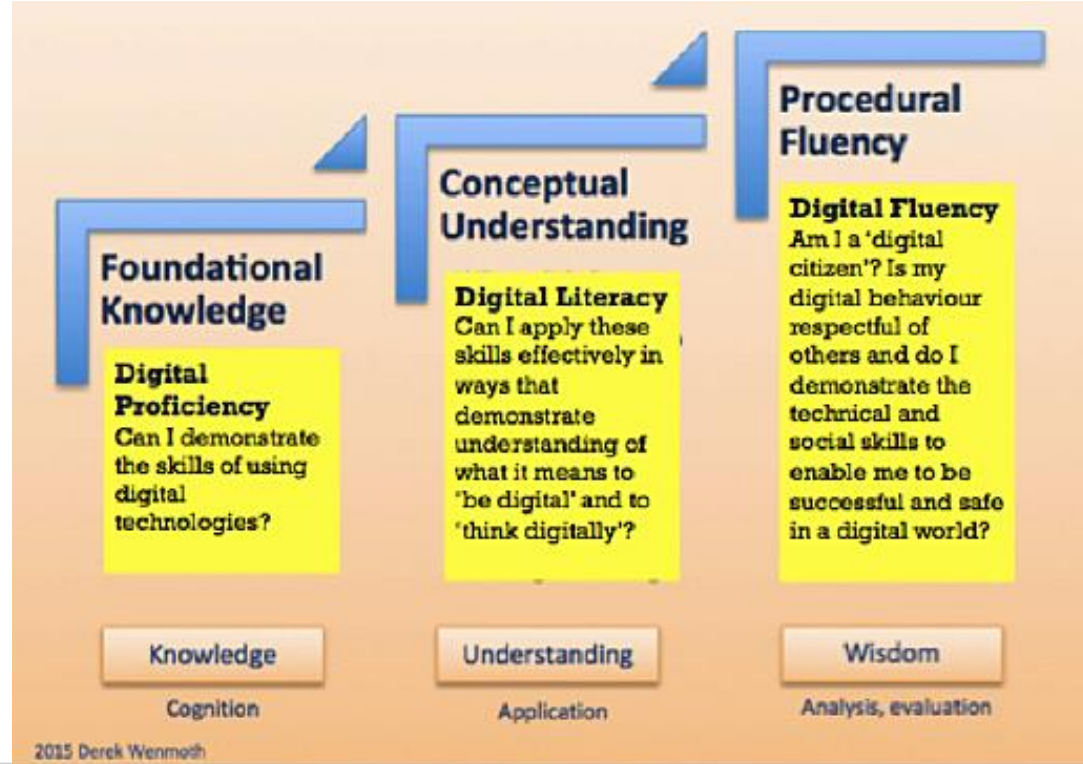 Foundational
Knowledge
Digital
Proficiency
Can I demonstrate
the skills of using
digital
technologies?
Knowledge
Cognition
Conceptual
Understanding
Digital Literacy
Can I apply these
skills effectively in
ways that
demonstrate
understanding of
what it means to
'be digital' and to
'think digitally'?
Understanding
Application
Procedural
Fluency
Digital Fluency
Am I a 'digital
citizen'? Is my
digital behaviour
respectful of
others and do I
demonstrate the
technical and
social skills to
enable me to be
successful and safe
in a digital world?
Wisdom
Analysis, evaluation
2015 Derek Wenmoth